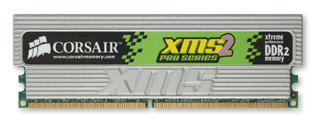 CORSAIR
www.corsairmemory.com
XMS2
PRO SERIES
xtreme
performance
DDR2
memory
XMS